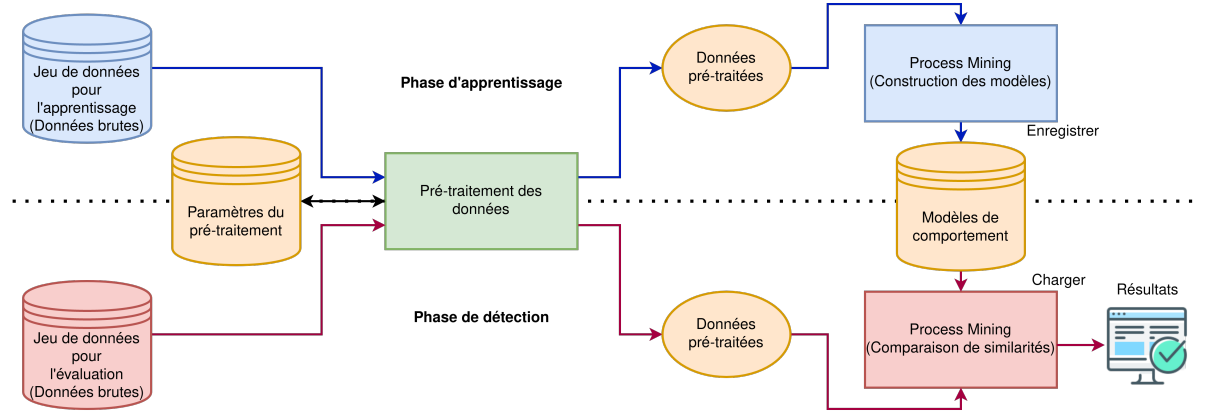 Jeu de données
pour
l'apprentissage
(Données brutes)
Phase d'apprentissage
Données
pré-traitées
Process Mining
(Construction des modèles)
Enregistrer
Paramètres du
pré-traitement
Pré-traitement des
données
Modèles de
comportement
Jeu de données
pour
l'évaluation
(Données brutes)
Phase de détection
Données
pré-traitées
Charger
Process Mining
(Comparaison de similarités)
Résultats